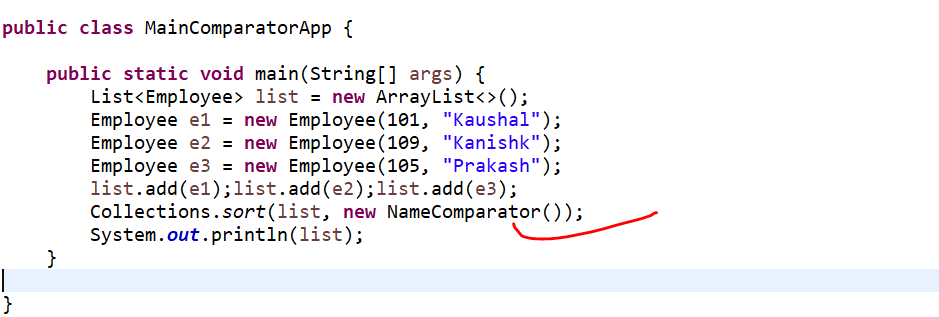 public class MainComparatorApp {
public static void main(String[] args) {
List<Employee> list = new ArrayList<>();
Employee e1 = new Employee(101, "Kaushal");
Employee e2 = new Employee(109, "Kanishk");
Employee e3 = new Employee(105, "Prakash");
list.add(e1);list.add(e2);list.add(e3);
Collections.sort(list, new NameComparator());
System.out.println(list);
}
}